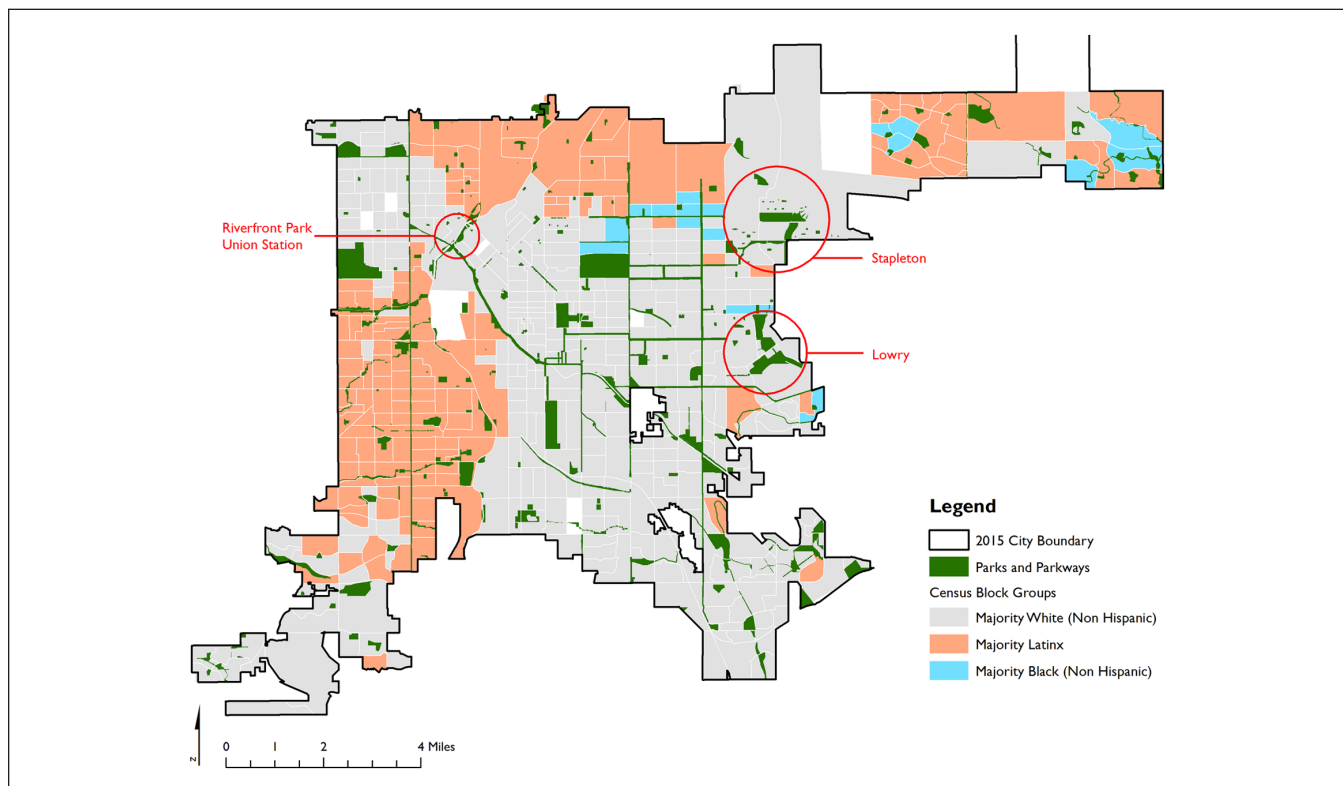 Riverfront Park
Union Station
Stapleton
Lowry
Legend
2015 City Boundary
Parks and Parkways
Census Block Groups
Majority White (Non Hispanic)
Majority Latinx
Majority Black (Non Hispanic)
N
0 1 2 4 Miles